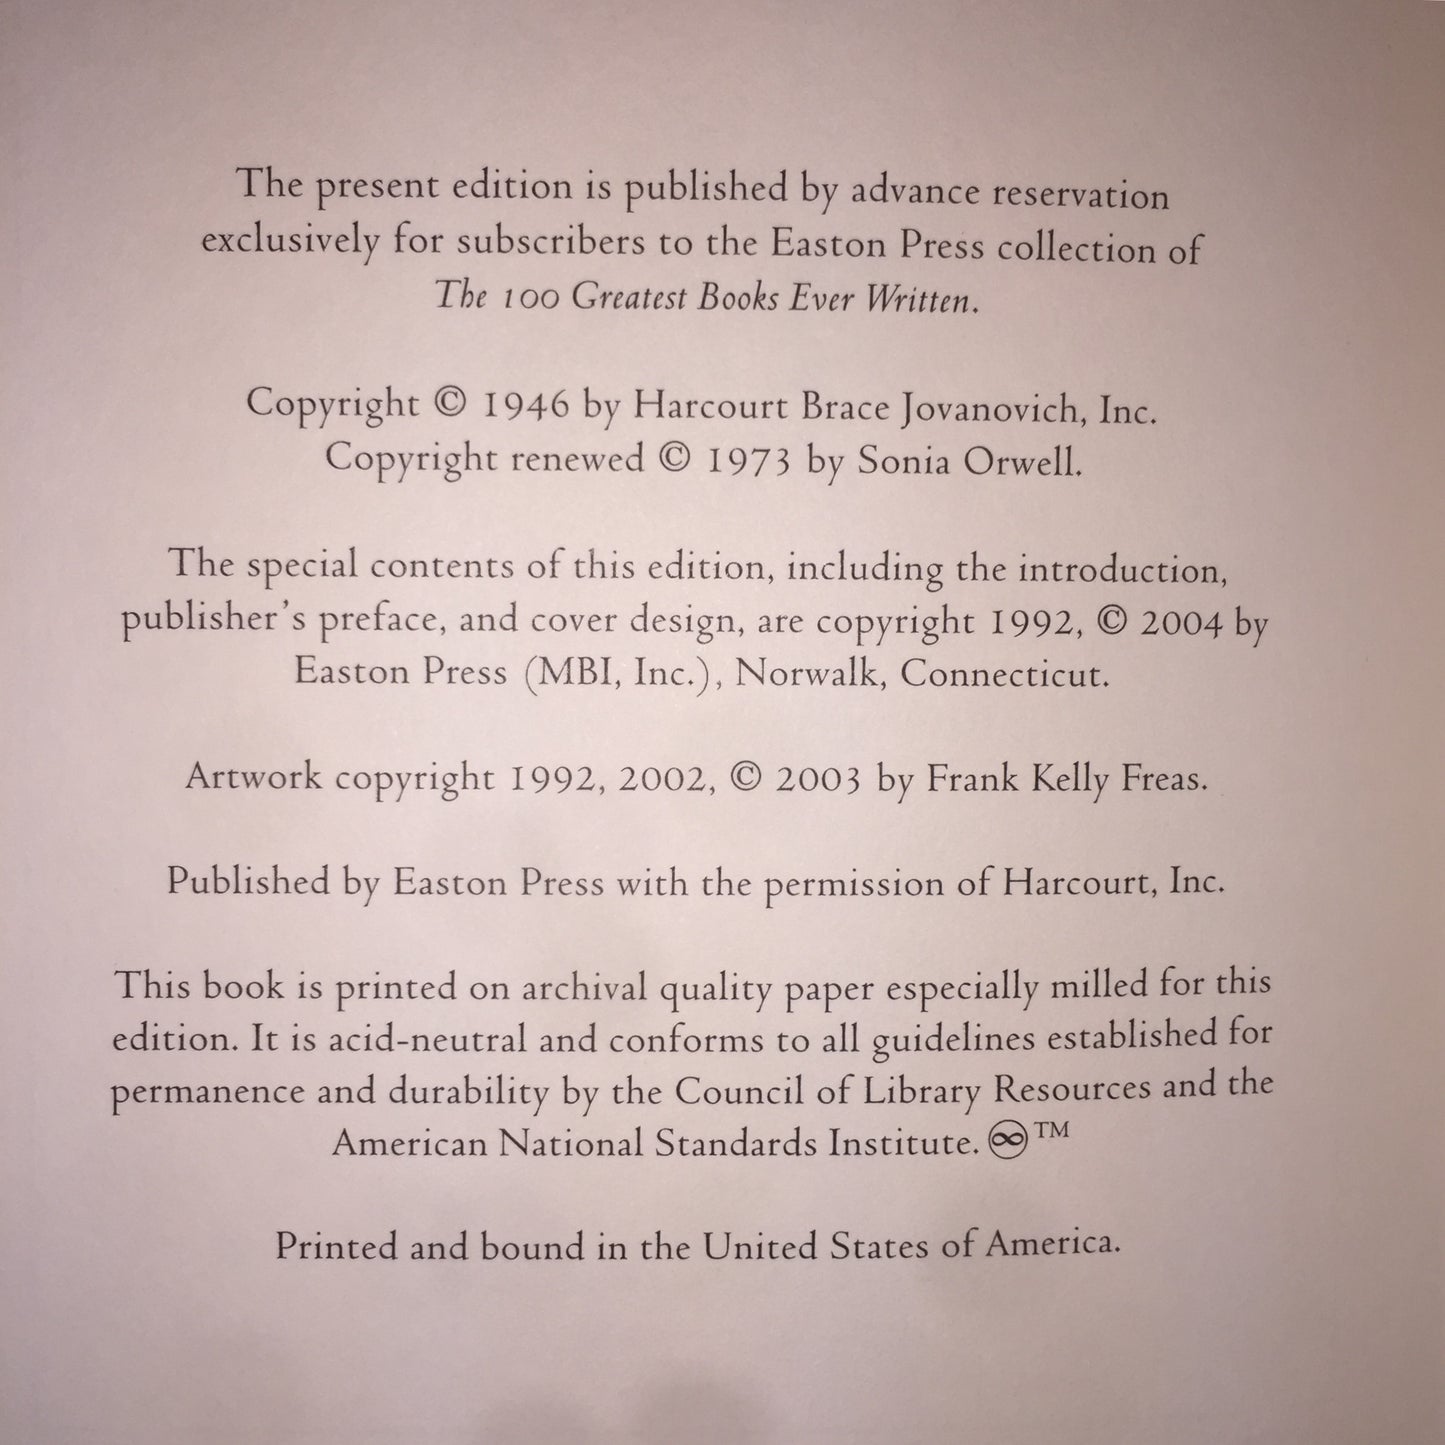 The present edition is published by advance reservation
exclusively for subscribers to the Easton Press collection of
The 100 Greatest Books Ever Written.
Copyright © 1946 by Harcourt Brace Jovanovich, Inc.
Copyright renewed © 1973 by Sonia Orwell.
The special contents of this edition, including the introduction,
publisher's preface, and cover design, are copyright 1992, © 2004 by
Easton Press (MBI, Inc.), Norwalk, Connecticut.
Artwork copyright 1992, 2002, © 2003 by Frank Kelly Freas.
Published by Easton Press with the permission of Harcourt, Inc.
This book is printed on archival quality paper especially milled for this
edition. It is acid-neutral and conforms to all guidelines established for
permanence and durability by the Council of Library Resources and the
American National Standards Institute. ♾™
Printed and bound in the United States of America.